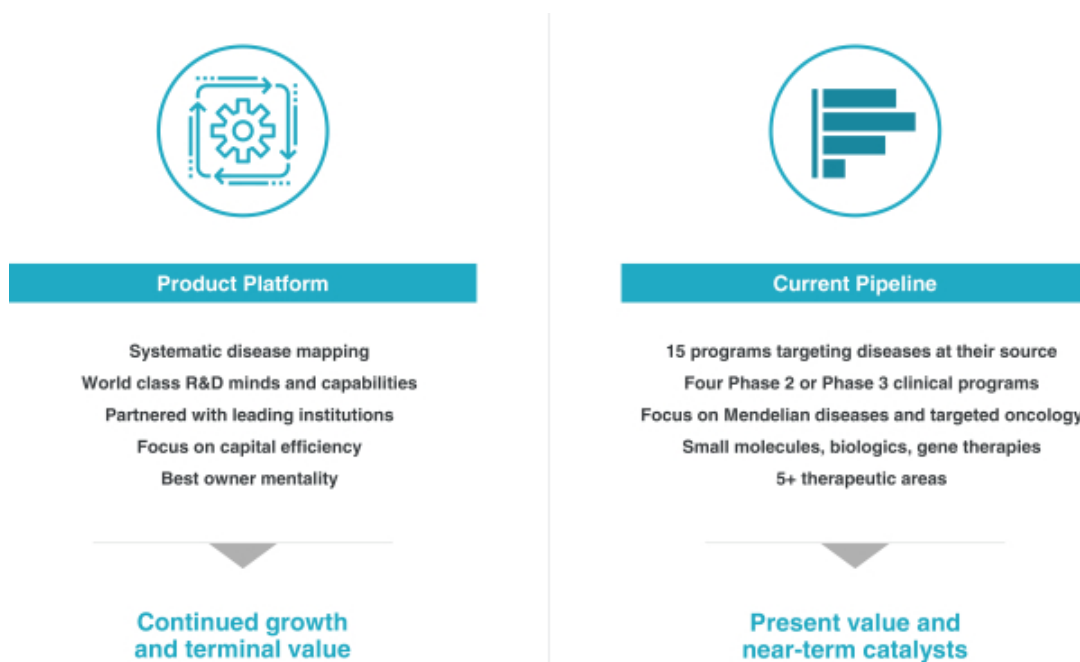 Product Platform
Systematic disease mapping
World class R&D minds and capabilities
Partnered with leading institutions
Focus on capital efficiency
Best owner mentality
Continued growth
and terminal value
Current Pipeline
15 programs targeting diseases at their source
Four Phase 2 or Phase 3 clinical programs
Focus on Mendelian diseases and targeted oncology
Small molecules, biologics, gene therapies
5+ therapeutic areas
Present value and
near-term catalysts